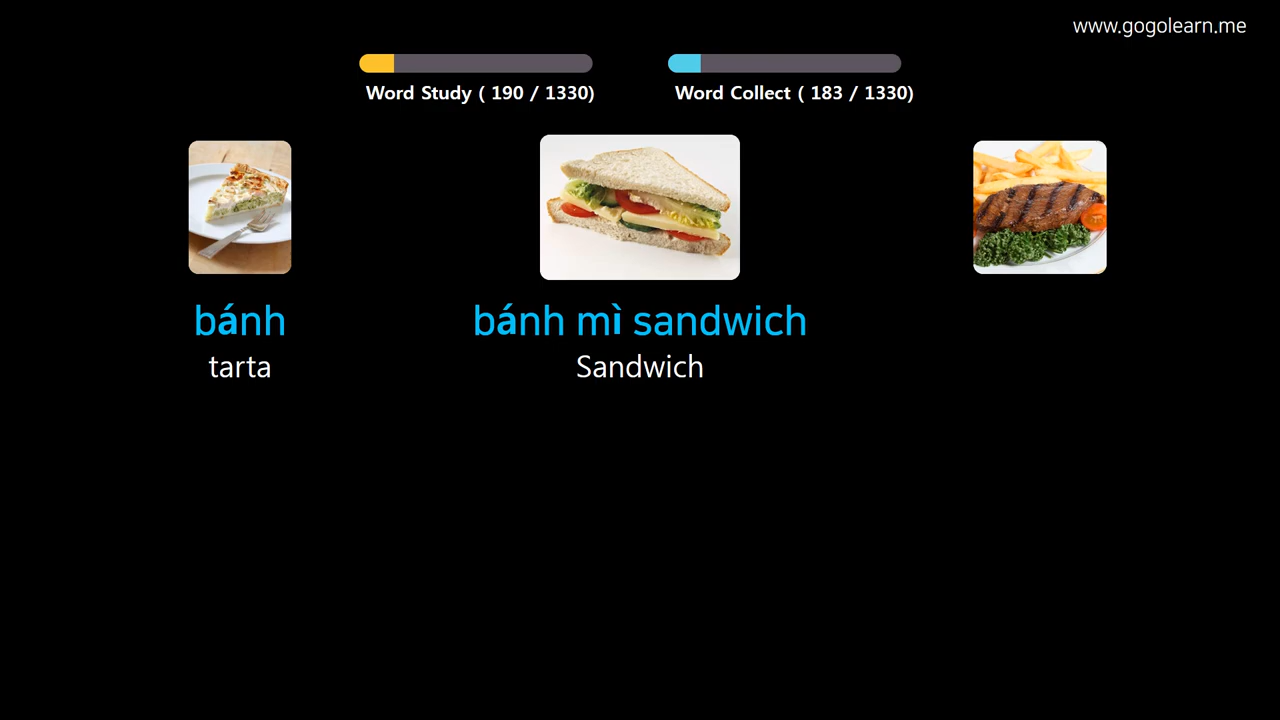 www.gogolearn.me
Word Study ( 190 / 1330)
Word Collect ( 183 / 1330)
bánh
tarta
bánh mì sandwich
Sandwich